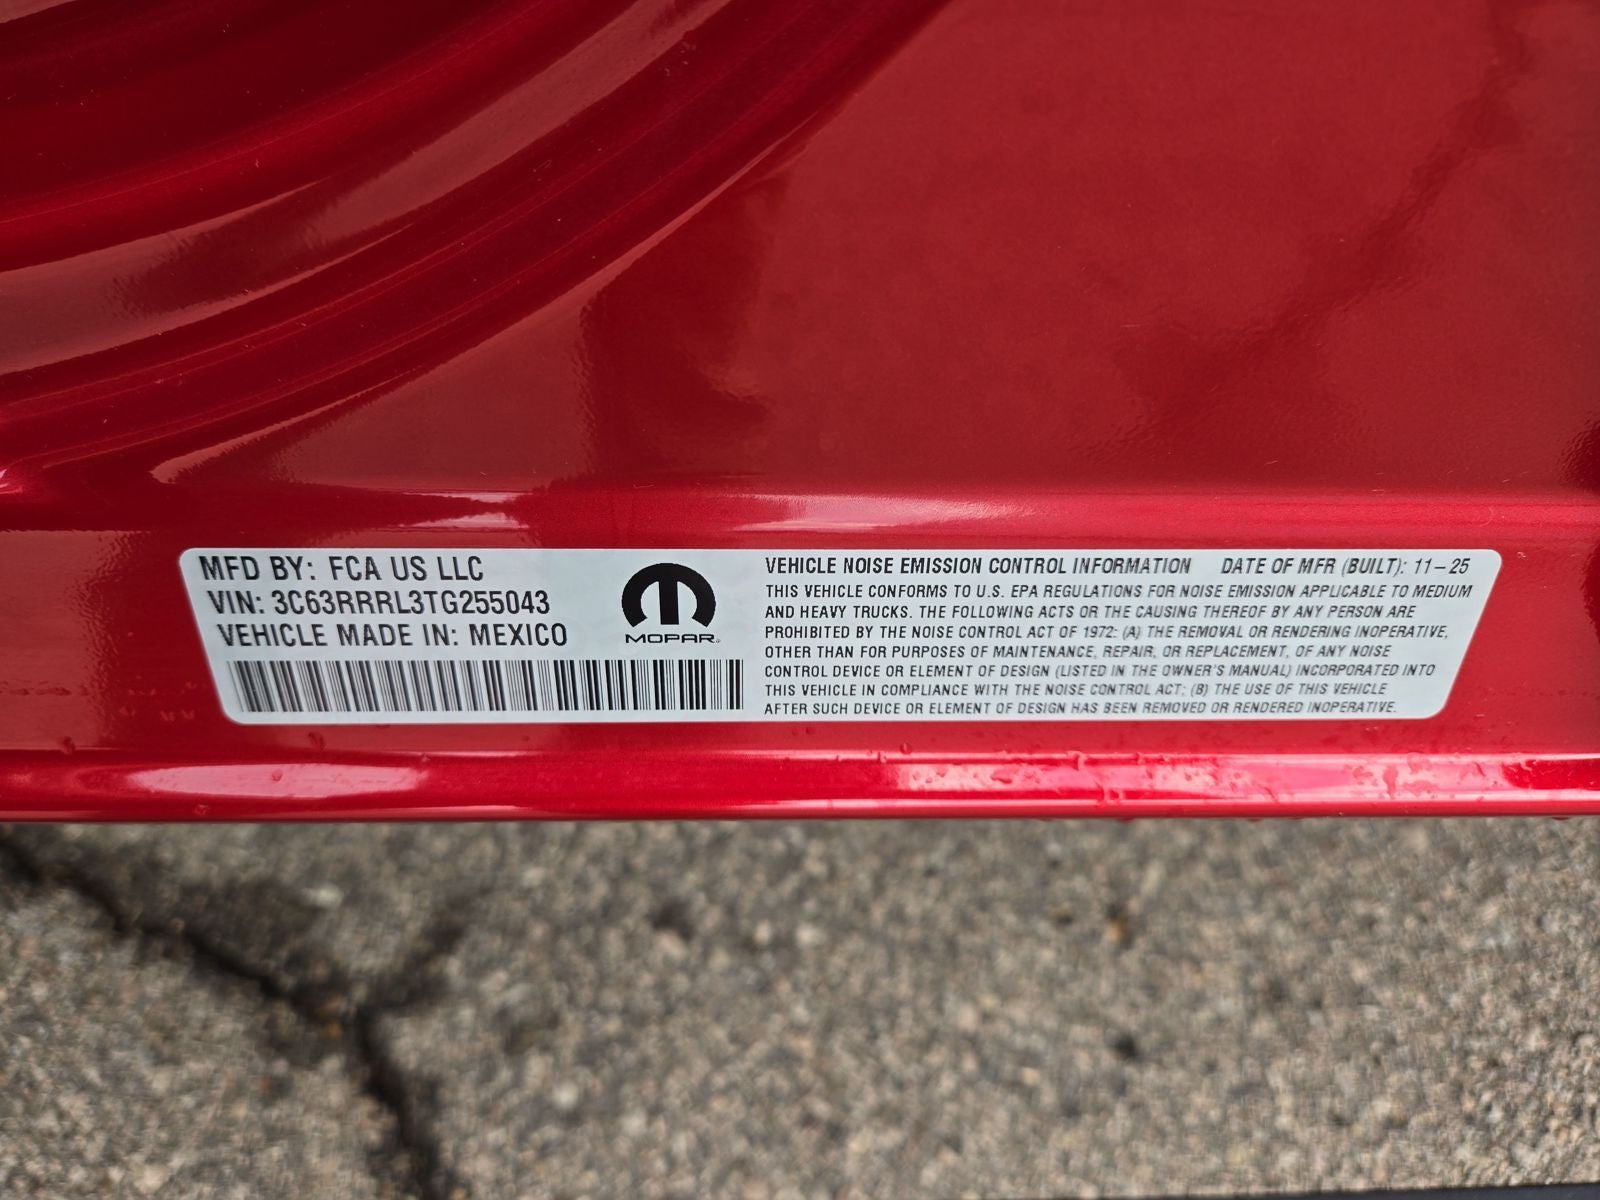 MFD BY: FCA US LLC
VIN: 3C63RRRL3TG255043
VEHICLE MADE IN: MEXICO
MOPAR®
VEHICLE NOISE EMISSION CONTROL INFORMATION DATE OF MFR (BUILT): 11-25
THIS VEHICLE CONFORMS TO U.S. EPA REGULATIONS FOR NOISE EMISSION APPLICABLE TO MEDIUM
AND HEAVY TRUCKS. THE FOLLOWING ACTS OR THE CAUSING THEREOF BY ANY PERSON ARE
PROHIBITED BY THE NOISE CONTROL ACT OF 1972: (A) THE REMOVAL OR RENDERING INOPERATIVE,
OTHER THAN FOR PURPOSES OF MAINTENANCE, REPAIR, OR REPLACEMENT, OF ANY NOISE
CONTROL DEVICE OR ELEMENT OF DESIGN (LISTED IN THE OWNER'S MANUAL) INCORPORATED INTO
THIS VEHICLE IN COMPLIANCE WITH THE NOISE CONTROL ACT; (B) THE USE OF THIS VEHICLE
AFTER SUCH DEVICE OR ELEMENT OF DESIGN HAS BEEN REMOVED OR RENDERED INOPERATIVE.